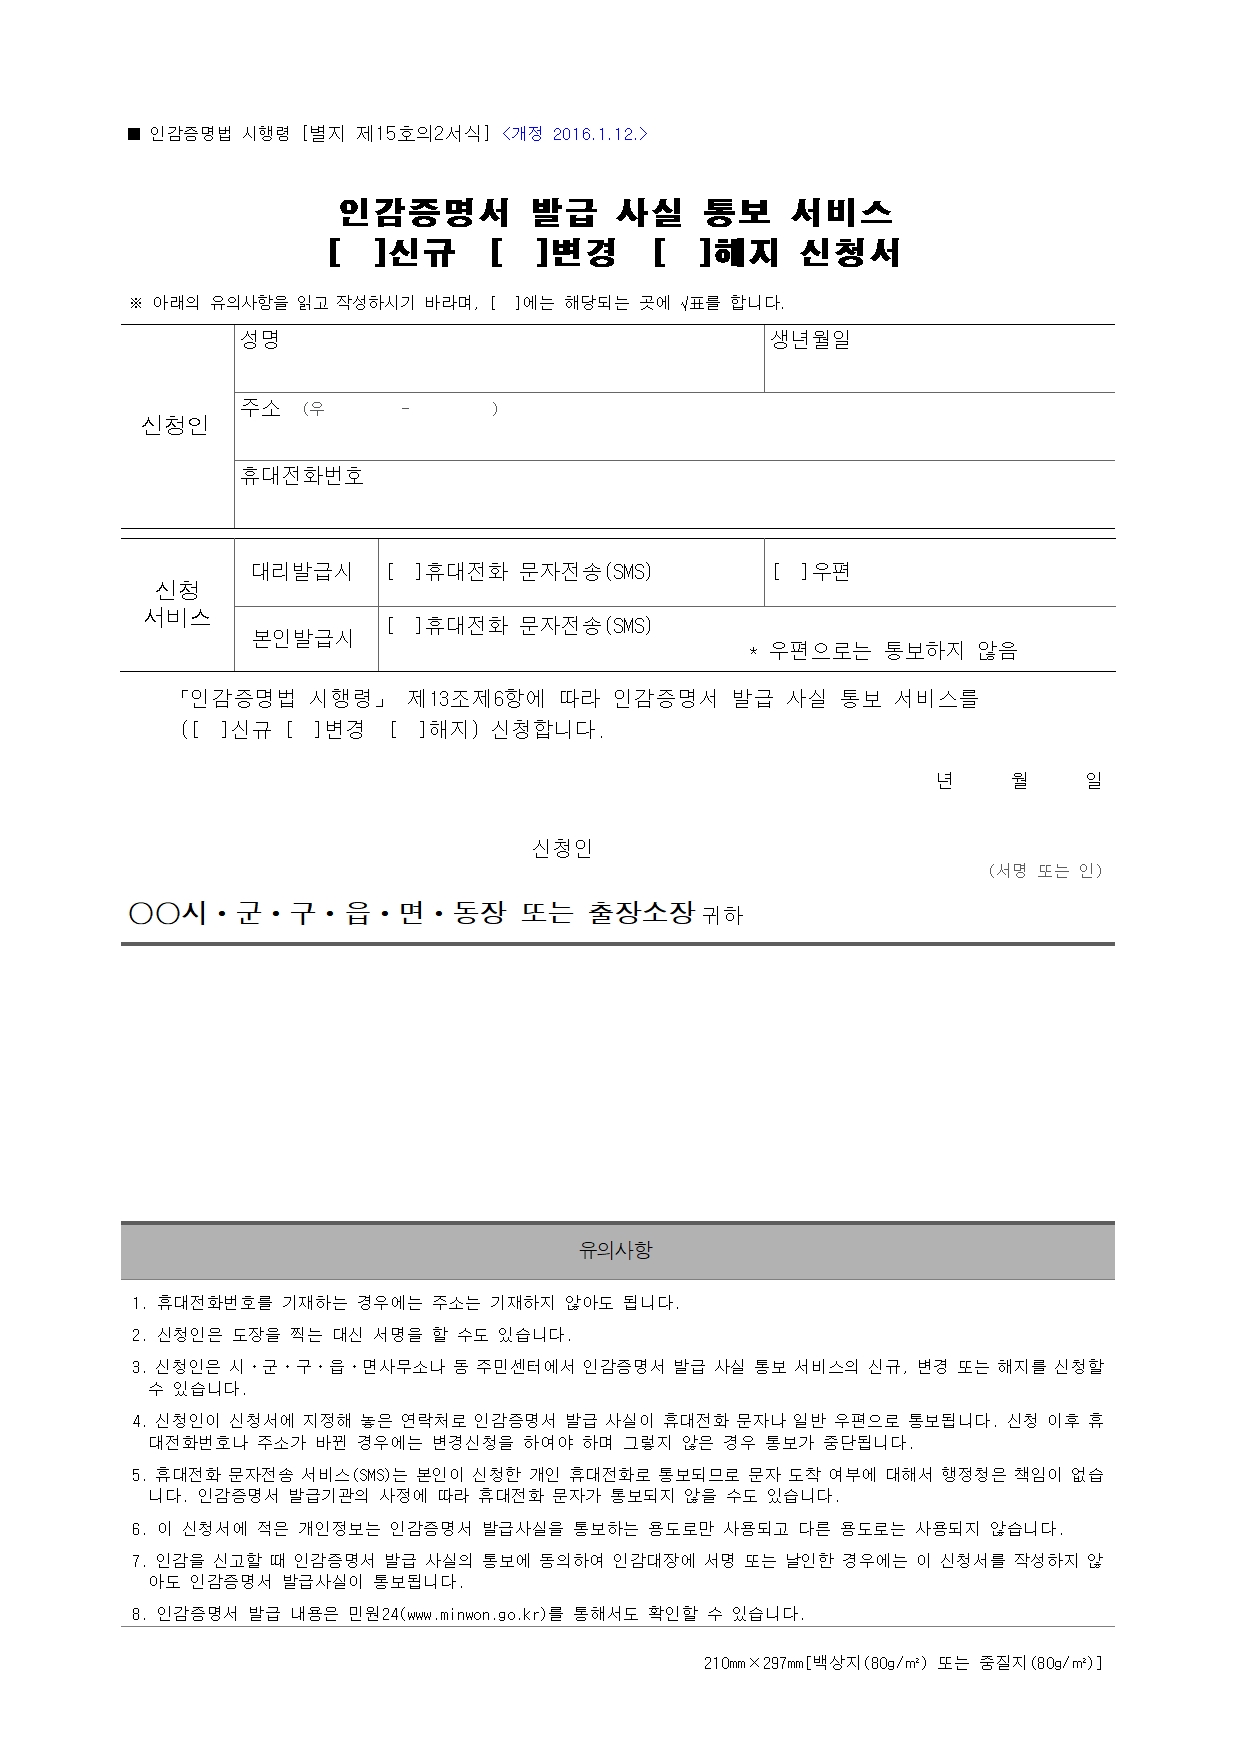 ■ 인감증명법 시행령 [별지 제15호의2서식] <개정 2016.1.12.>
인감증명서 발급 사실 통보 서비스
[  ]신규  [  ]변경  [  ]해지 신청서
※ 아래의 유의사항을 읽고 작성하시기 바라며, [  ]에는 해당되는 곳에 √표를 합니다.
신청인
성명
생년월일
주소 (우      -      )
휴대전화번호
신청
서비스
대리발급시
[  ]휴대전화 문자전송(SMS)
[  ]우편
본인발급시
[  ]휴대전화 문자전송(SMS)
* 우편으로는 통보하지 않음
「인감증명법 시행령」 제13조제6항에 따라 인감증명서 발급 사실 통보 서비스를
([  ]신규 [  ]변경  [  ]해지) 신청합니다.
년    월    일
신청인
(서명 또는 인)
○○시·군·구·읍·면·동장 또는 출장소장 귀하
유의사항
1. 휴대전화번호를 기재하는 경우에는 주소는 기재하지 않아도 됩니다.
2. 신청인은 도장을 찍는 대신 서명을 할 수도 있습니다.
3. 신청인은 시·군·구·읍·면사무소나 동 주민센터에서 인감증명서 발급 사실 통보 서비스의 신규, 변경 또는 해지를 신청할
수 있습니다.
4. 신청인이 신청서에 지정해 놓은 연락처로 인감증명서 발급 사실이 휴대전화 문자나 일반 우편으로 통보됩니다. 신청 이후 휴
대전화번호나 주소가 바뀐 경우에는 변경신청을 하여야 하며 그렇지 않은 경우 통보가 중단됩니다.
5. 휴대전화 문자전송 서비스(SMS)는 본인이 신청한 개인 휴대전화로 통보되므로 문자 도착 여부에 대해서 행정청은 책임이 없습
니다. 인감증명서 발급기관의 사정에 따라 휴대전화 문자가 통보되지 않을 수도 있습니다.
6. 이 신청서에 적은 개인정보는 인감증명서 발급사실을 통보하는 용도로만 사용되고 다른 용도로는 사용되지 않습니다.
7. 인감을 신고할 때 인감증명서 발급 사실의 통보에 동의하여 인감대장에 서명 또는 날인한 경우에는 이 신청서를 작성하지 않
아도 인감증명서 발급사실이 통보됩니다.
8. 인감증명서 발급 내용은 민원24(www.minwon.go.kr)를 통해서도 확인할 수 있습니다.
210㎜×297㎜[백상지(80g/㎡) 또는 중질지(80g/㎡)]